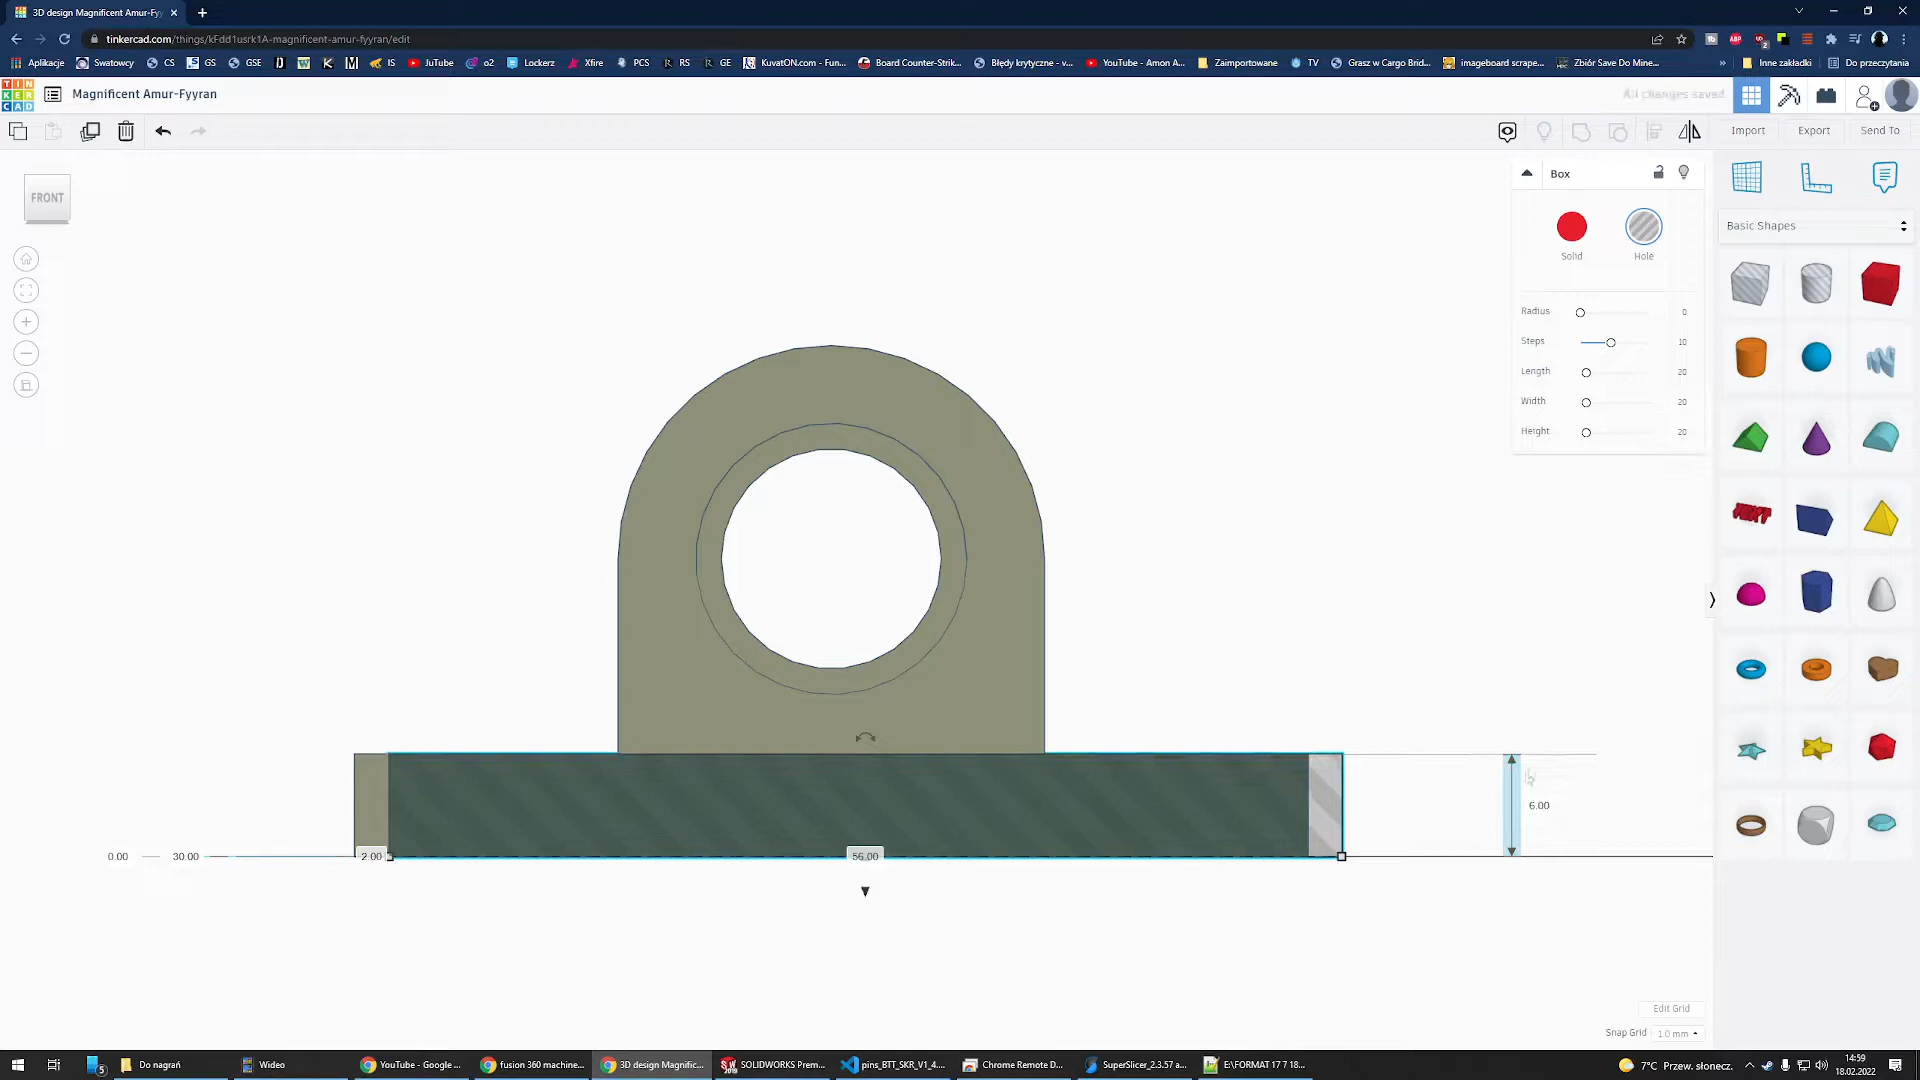 3D design Magnificent Amur-Fyy
tinkercad.com/things/kFdd1usrk1A-magnificent-amur-fyyran/edit
Aplikacje Swatowcy CS GS GSE IS JuTube o2 Lockerz Xfire PCS RS GE KuvatON.com - Fun... Board Counter-Strik... Błędy krytyczne - v... YouTube - Amon A... Zaimportowane TV Grasz w Cargo Brid... imageboard scrape... Zbiór Save Do Mine... » Inne zakładki Do przeczytania
TIN
KER
CAD
Magnificent Amur-Fyyran
All changes saved
Import Export Send To
FRONT
Box
Solid Hole
Radius 0
Steps 10
Length 20
Width 20
Height 20
Basic Shapes
6.00
0.00 30.00 2.00 56.00
Edit Grid
Snap Grid 1.0 mm
5 Do nagrań Wideo YouTube - Google ... fusion 360 machine... 3D design Magnific... SOLIDWORKS Prem... pins_BTT_SKR_V1_4.... Chrome Remote D... SuperSlicer_2.3.57 a... E:\FORMAT 17 7 18... 7°C Przew. słonecz.
14:59
18.02.2022